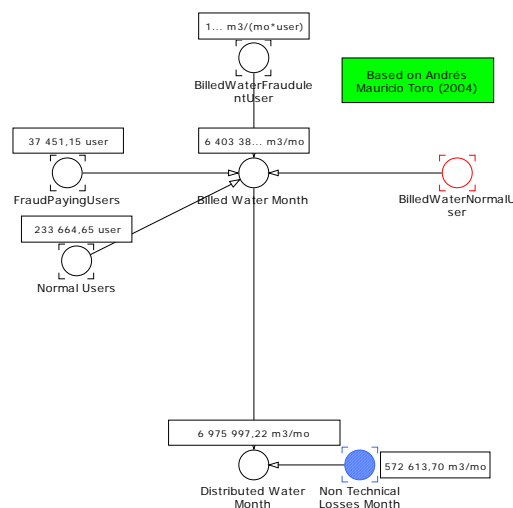 1... m3/(mo*user)
BilledWaterFraudule
ntUser
Based on Andrés
Mauricio Toro (2004)
37 451,15 user
6 403 38... m3/mo
FraudPayingUsers
Billed Water Month
BilledWaterNormalU
ser
233 664,65 user
Normal Users
6 975 997,22 m3/mo
572 613,70 m3/mo
Distributed Water
Month
Non Technical
Losses Month